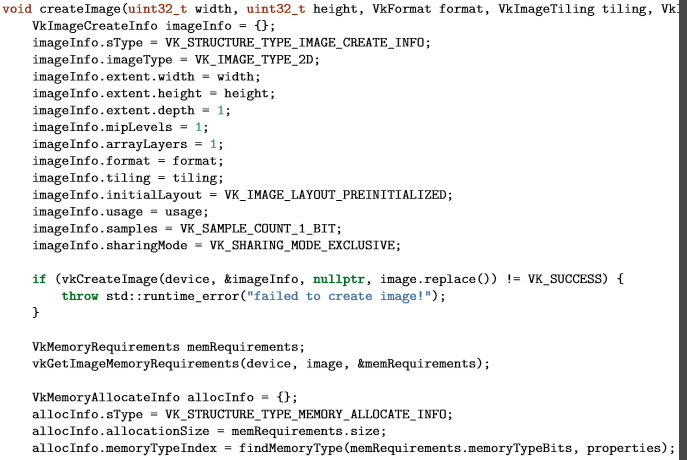 void createImage(uint32_t width, uint32_t height, VkFormat format, VkImageTiling tiling,
    VkImageCreateInfo imageInfo = {};
    imageInfo.sType = VK_STRUCTURE_TYPE_IMAGE_CREATE_INFO;
    imageInfo.imageType = VK_IMAGE_TYPE_2D;
    imageInfo.extent.width = width;
    imageInfo.extent.height = height;
    imageInfo.extent.depth = 1;
    imageInfo.mipLevels = 1;
    imageInfo.arrayLayers = 1;
    imageInfo.format = format;
    imageInfo.tiling = tiling;
    imageInfo.initialLayout = VK_IMAGE_LAYOUT_PREINITIALIZED;
    imageInfo.usage = usage;
    imageInfo.samples = VK_SAMPLE_COUNT_1_BIT;
    imageInfo.sharingMode = VK_SHARING_MODE_EXCLUSIVE;

    if (vkCreateImage(device, &imageInfo, nullptr, image.replace()) != VK_SUCCESS) {
        throw std::runtime_error("failed to create image!");
    }

    VkMemoryRequirements memRequirements;
    vkGetImageMemoryRequirements(device, image, &memRequirements);

    VkMemoryAllocateInfo allocInfo = {};
    allocInfo.sType = VK_STRUCTURE_TYPE_MEMORY_ALLOCATE_INFO;
    allocInfo.allocationSize = memRequirements.size;
    allocInfo.memoryTypeIndex = findMemoryType(memRequirements.memoryTypeBits, properties);